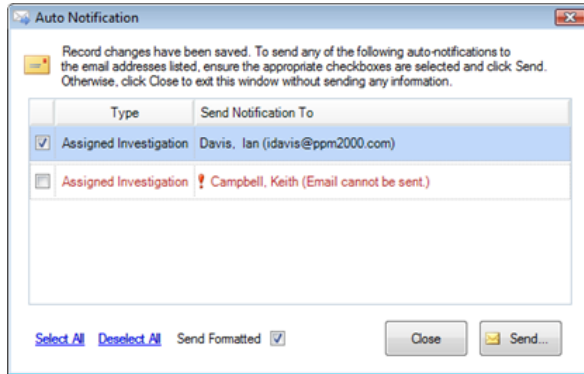 Auto Notification
Record changes have been saved. To send any of the following auto-notifications to
the email addresses listed, ensure the appropriate checkboxes are selected and click Send.
Otherwise, click Close to exit this window without sending any information.
Type Send Notification To
Assigned Investigation Davis, Ian (idavis@ppm2000.com)
Assigned Investigation ! Campbell, Keith (Email cannot be sent.)
Select All Deselect All Send Formatted Close Send...